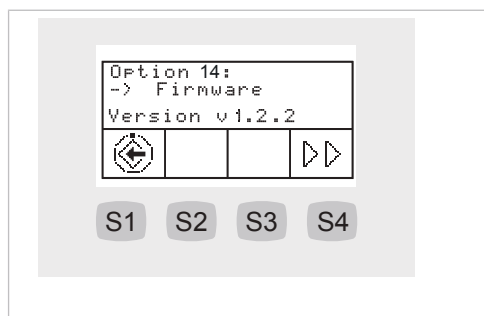 Option 14:
-> Firmware
Version v1.2.2
S1 S2 S3 S4